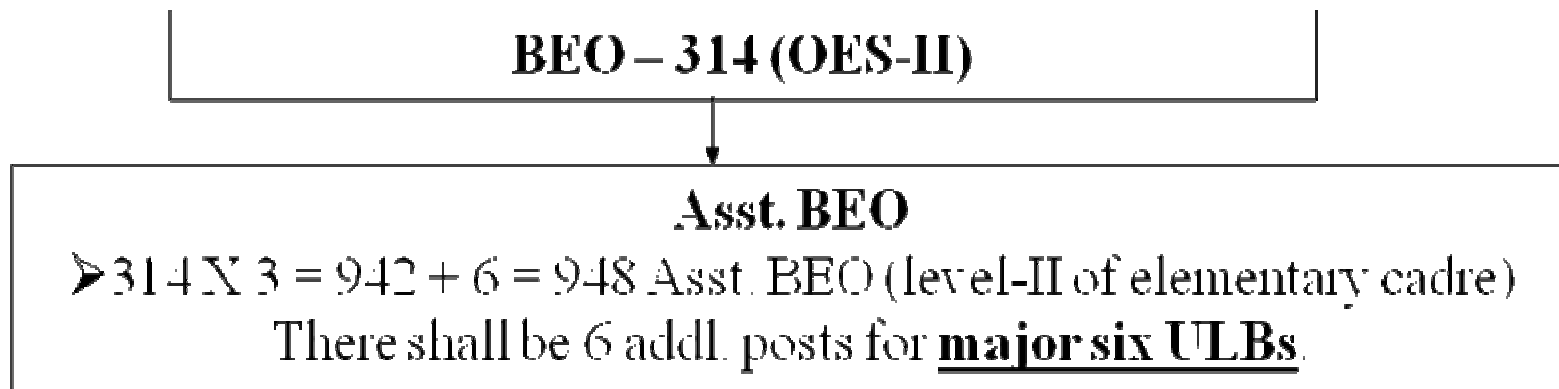 BEO – 314 (OES-II)
Asst. BEO
➤314 X 3 = 942 + 6 = 948 Asst. BEO (level-II of elementary cadre)
There shall be 6 addl. posts for major six ULBs.